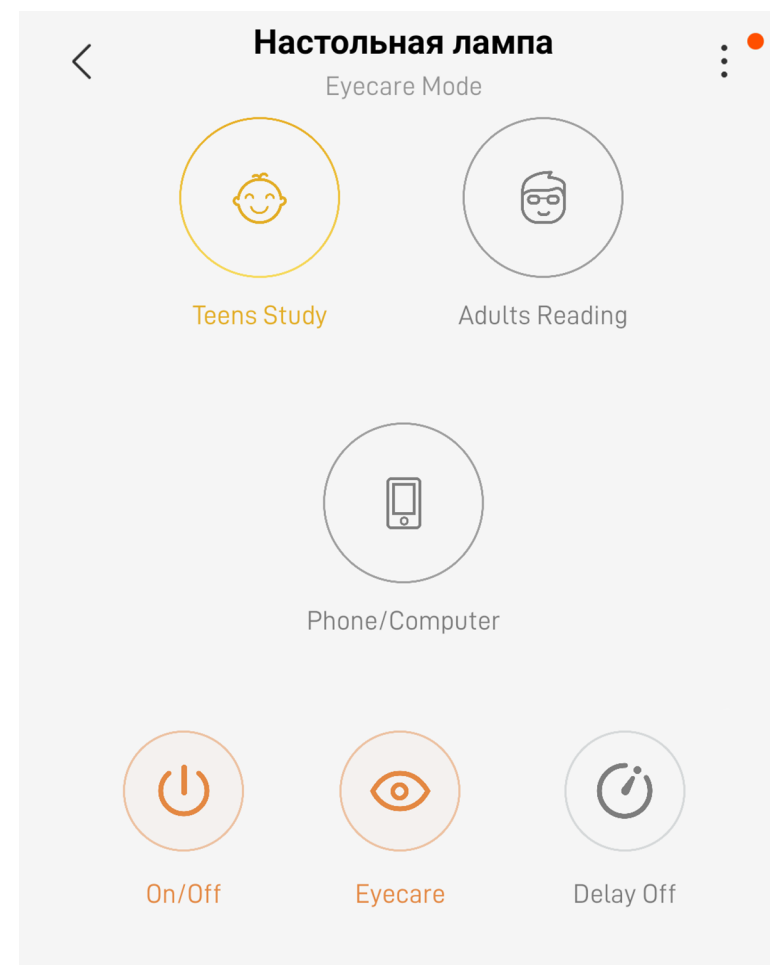 Настольная лампа
Eyecare Mode
Teens Study
Adults Reading
Phone/Computer
On/Off
Eyecare
Delay Off